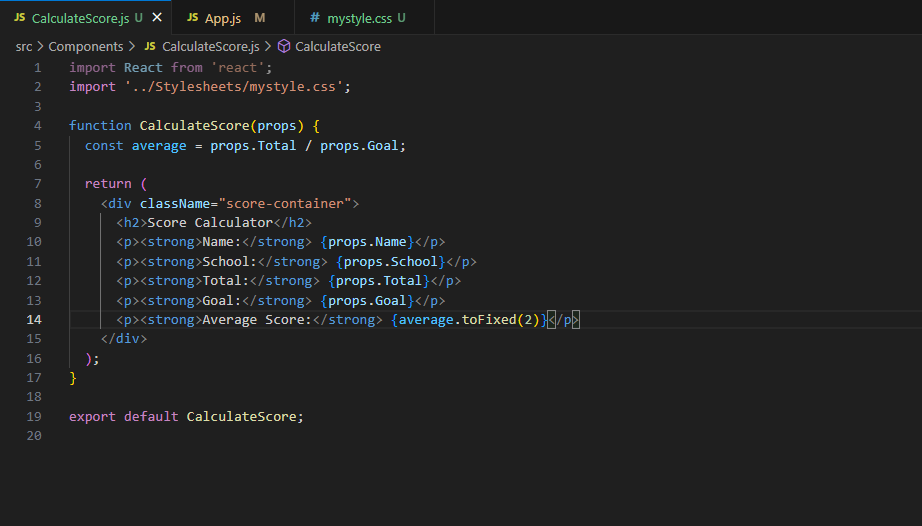 JS CalculateScore.js U ✕ JS App.js M # mystyle.css U
src > Components > JS CalculateScore.js > CalculateScore
1 import React from 'react';
2 import '../Stylesheets/mystyle.css';
3
4 function CalculateScore(props) {
5   const average = props.Total / props.Goal;
6
7   return (
8     <div className="score-container">
9       <h2>Score Calculator</h2>
10       <p><strong>Name:</strong> {props.Name}</p>
11       <p><strong>School:</strong> {props.School}</p>
12       <p><strong>Total:</strong> {props.Total}</p>
13       <p><strong>Goal:</strong> {props.Goal}</p>
14       <p><strong>Average Score:</strong> {average.toFixed(2)}</p>
15     </div>
16   );
17 }
18
19 export default CalculateScore;
20